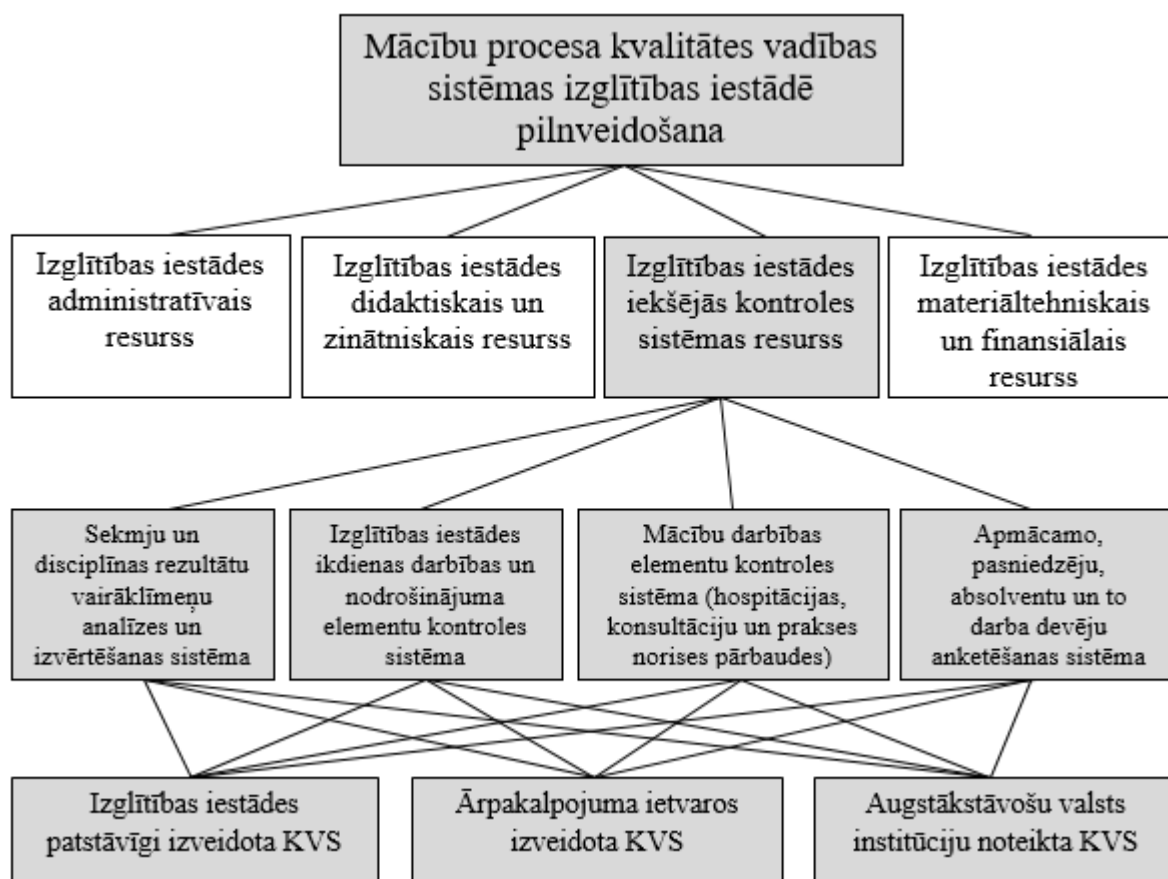 Mācību procesa kvalitātes vadības
sistēmas izglītības iestādē
pilnveidošana
Izglītības iestādes
administratīvais
resurss
Izglītības iestādes
didaktiskais un
zinātniskais resurss
Izglītības iestādes
iekšējās kontroles
sistēmas resurss
Izglītības iestādes
materiāltehniskais
un finansiālais
resurss
Sekmju un
disciplīnas rezultātu
vairāklīmeņu
analīzes un
izvērtēšanas sistēma
Izglītības iestādes
ikdienas darbības un
nodrošinājuma
elementu kontroles
sistēma
Mācību darbības
elementu kontroles
sistēma (hospitācijas,
konsultāciju un prakses
norises pārbaudes)
Apmācamo,
pasniedzēju,
absolventu un to
darba devēju
anketēšanas sistēma
Izglītības iestādes
patstāvīgi izveidota KVS
Ārpakalpojuma ietvaros
izveidota KVS
Augstākstāvošu valsts
institūciju noteikta KVS